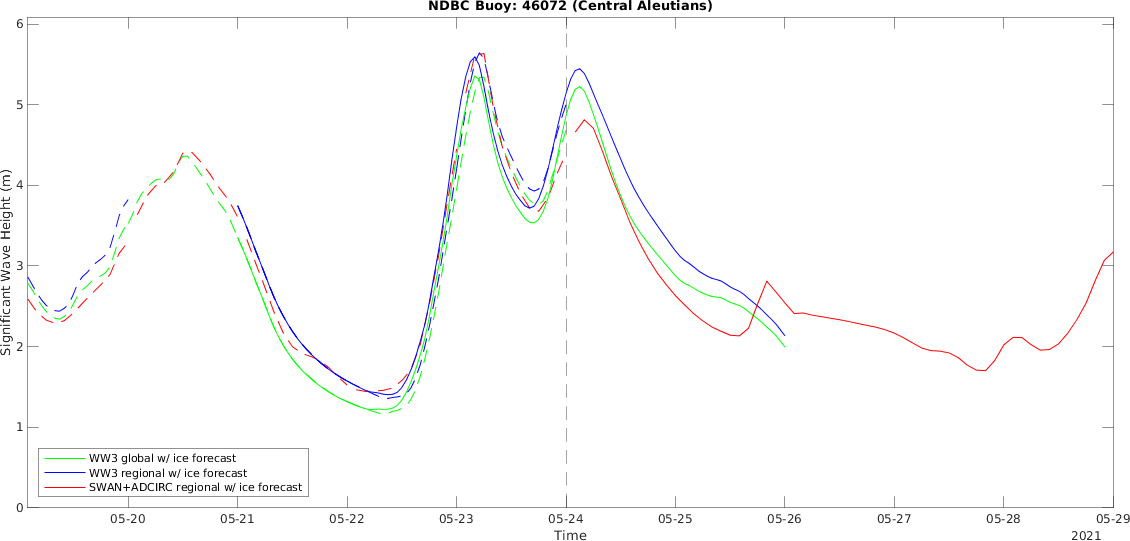 NDBC Buoy: 46072 (Central Aleutians)
6
5
4
3
2
1
0
Significant Wave Height (m)
WW3 global w/ ice forecast
WW3 regional w/ ice forecast
SWAN+ADCIRC regional w/ ice forecast
05-20 05-21 05-22 05-23 05-24 05-25 05-26 05-27 05-28 05-29
Time
2021